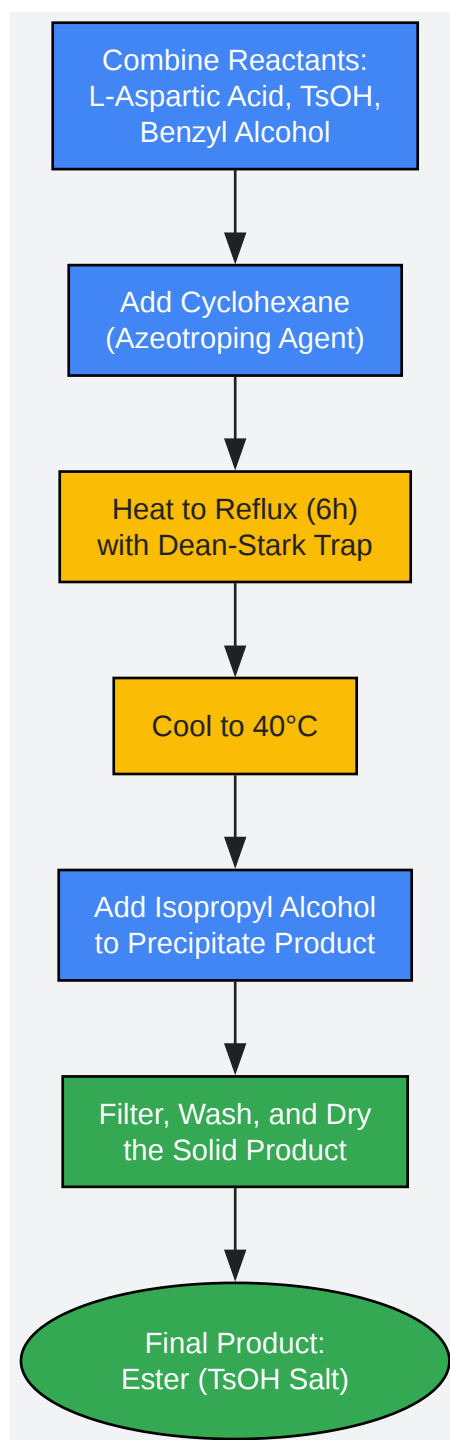 Combine Reactants:
L-Aspartic Acid, TsOH,
Benzyl Alcohol
Add Cyclohexane
(Azeotroping Agent)
Heat to Reflux (6h)
with Dean-Stark Trap
Cool to 40°C
Add Isopropyl Alcohol
to Precipitate Product
Filter, Wash, and Dry
the Solid Product
Final Product:
Ester (TsOH Salt)